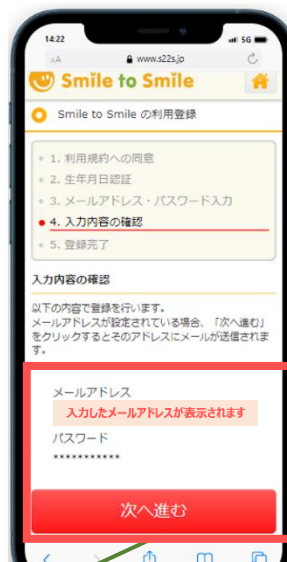 14:22
5G
AA
www.s22s.jp
Smile to Smile
Smile to Smile の利用登録
1. 利用規約への同意
2. 生年月日認証
3. メールアドレス・パスワード入力
4. 入力内容の確認
5. 登録完了
入力内容の確認
以下の内容で登録を行います。
メールアドレスが設定されている場合、「次へ進む」
をクリックするとそのアドレスにメールが送信されま
す。
メールアドレス
入力したメールアドレスが表示されます
パスワード
***********
次へ進む